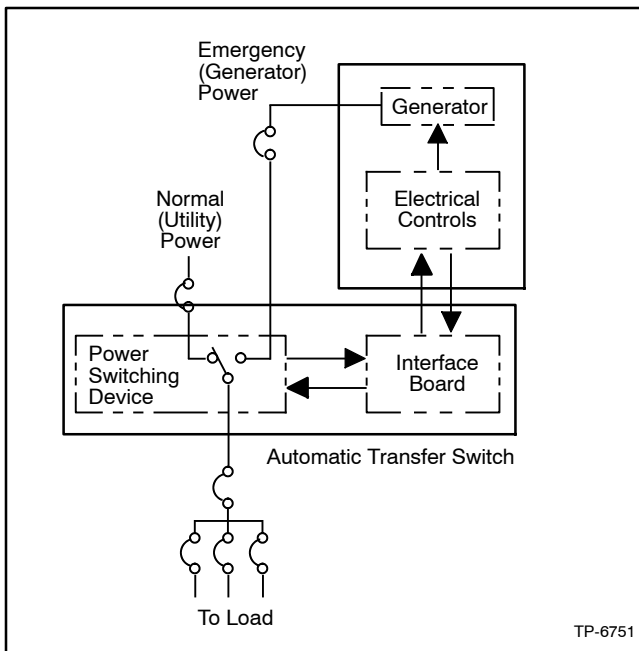 Emergency
(Generator)
Power
Generator
Electrical
Controls
Normal
(Utility)
Power
Power
Switching
Device
Interface
Board
Automatic Transfer Switch
To Load
TP-6751